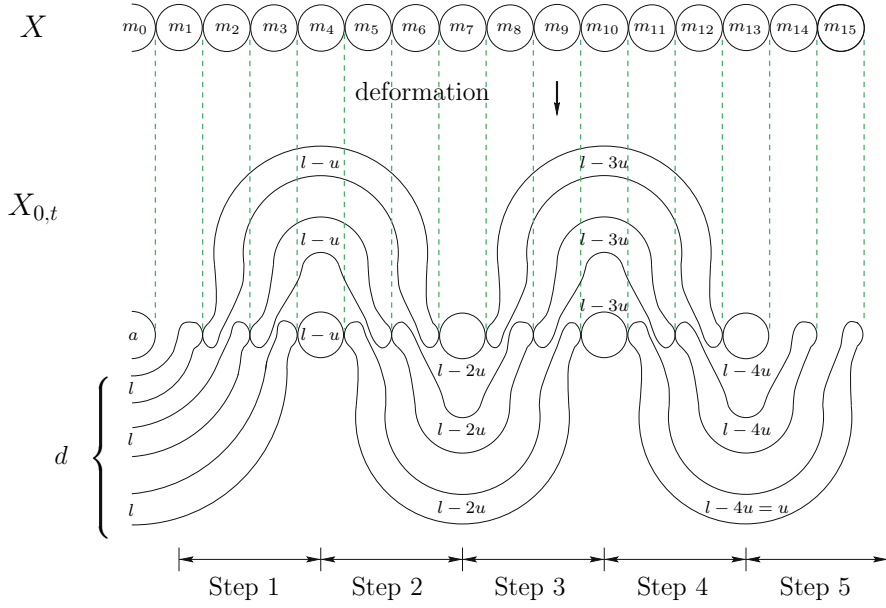 X m₀ m₁ m₂ m₃ m₄ m₅ m₆ m₇ m₈ m₉ m₁₀ m₁₁ m₁₂ m₁₃ m₁₄ m₁₅
deformation
l − u l − 3u
X₀,ₜ
l − u l − 3u
l − 3u
a l − u
l − 2u l − 4u
l
l − 2u l − 4u
l
d
l l − 2u l − 4u = u
Step 1 Step 2 Step 3 Step 4 Step 5